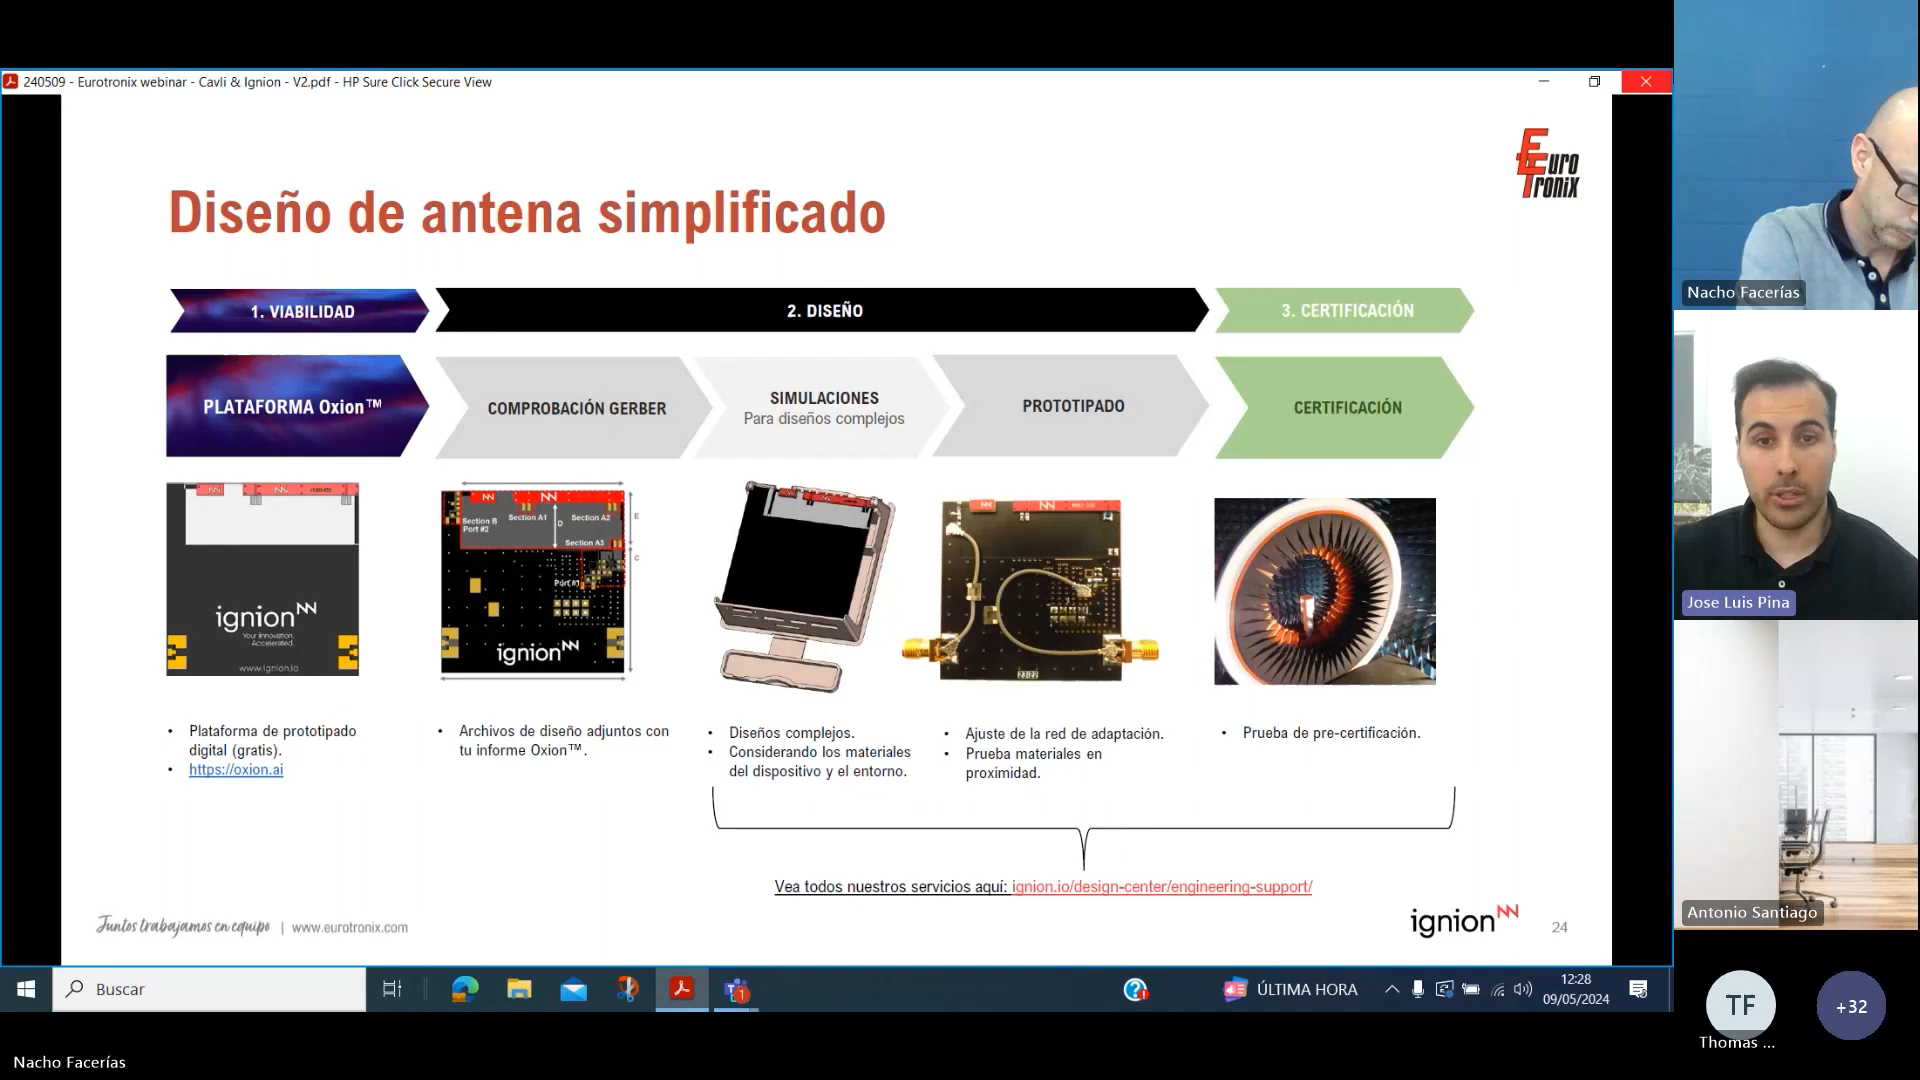 240509 - Eurotronix webinar - Cavli & Ignion - V2.pdf - HP Sure Click Secure View
Euro
Tronix
Diseño de antena simplificado
1. VIABILIDAD
2. DISEÑO
3. CERTIFICACIÓN
PLATAFORMA Oxion™
COMPROBACIÓN GERBER
SIMULACIONES
Para diseños complejos
PROTOTIPADO
CERTIFICACIÓN
ignion
Your innovation.
Accelerated.
www.ignion.io
Section B
Port #2
Section A1
Section A2
D
E
Section A3
C
Port #1
ignion
23|22
• Plataforma de prototipado
digital (gratis).
• https://oxion.ai
• Archivos de diseño adjuntos con
tu informe Oxion™.
• Diseños complejos.
• Considerando los materiales
del dispositivo y el entorno.
• Ajuste de la red de adaptación.
• Prueba materiales en
proximidad.
• Prueba de pre-certificación.
Vea todos nuestros servicios aquí: ignion.io/design-center/engineering-support/
Juntos trabajamos en equipo | www.eurotronix.com
ignion
24
Buscar
ÚLTIMA HORA
12:28
09/05/2024
Nacho Facerías
Jose Luis Pina
Antonio Santiago
TF
Thomas ...
+32
Nacho Facerías